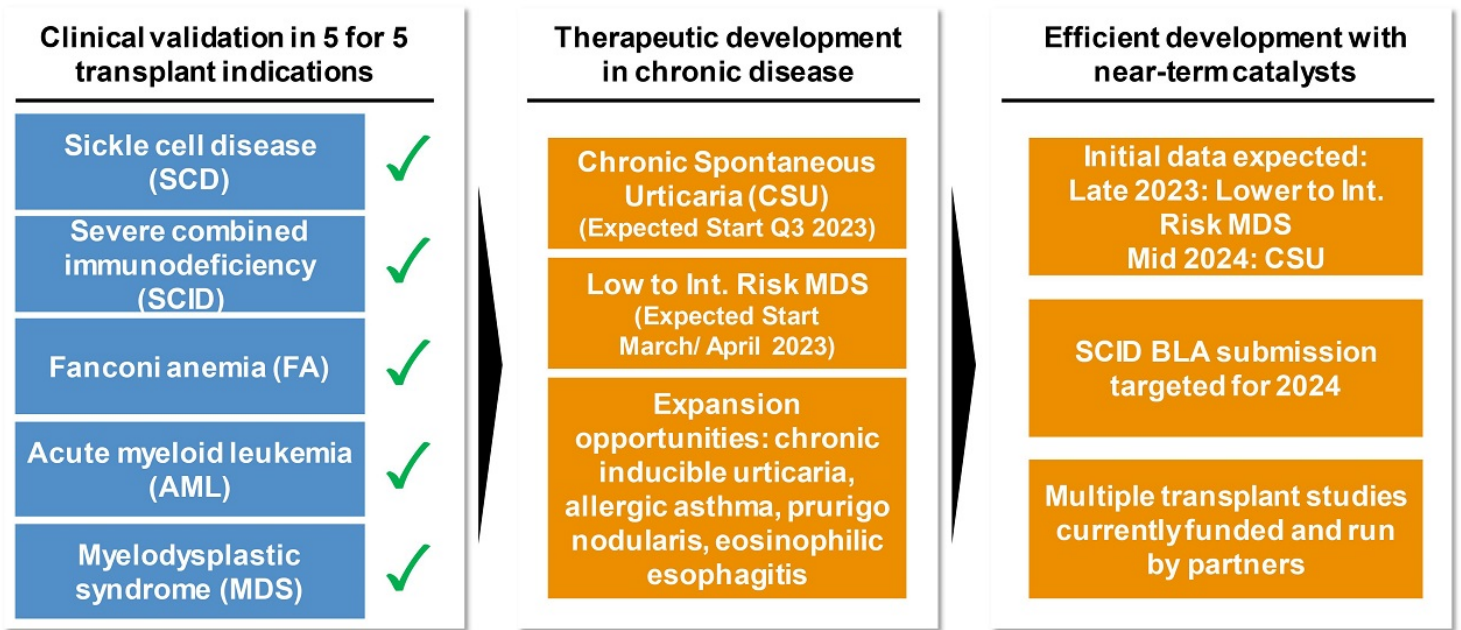 Clinical validation in 5 for 5
transplant indications
Sickle cell disease
(SCD)
Severe combined
immunodeficiency
(SCID)
Fanconi anemia (FA)
Acute myeloid leukemia
(AML)
Myelodysplastic
syndrome (MDS)
Therapeutic development
in chronic disease
Chronic Spontaneous
Urticaria (CSU)
(Expected Start Q3 2023)
Low to Int. Risk MDS
(Expected Start
March/ April 2023)
Expansion
opportunities: chronic
inducible urticaria,
allergic asthma, prurigo
nodularis, eosinophilic
esophagitis
Efficient development with
near-term catalysts
Initial data expected:
Late 2023: Lower to Int.
Risk MDS
Mid 2024: CSU
SCID BLA submission
targeted for 2024
Multiple transplant studies
currently funded and run
by partners